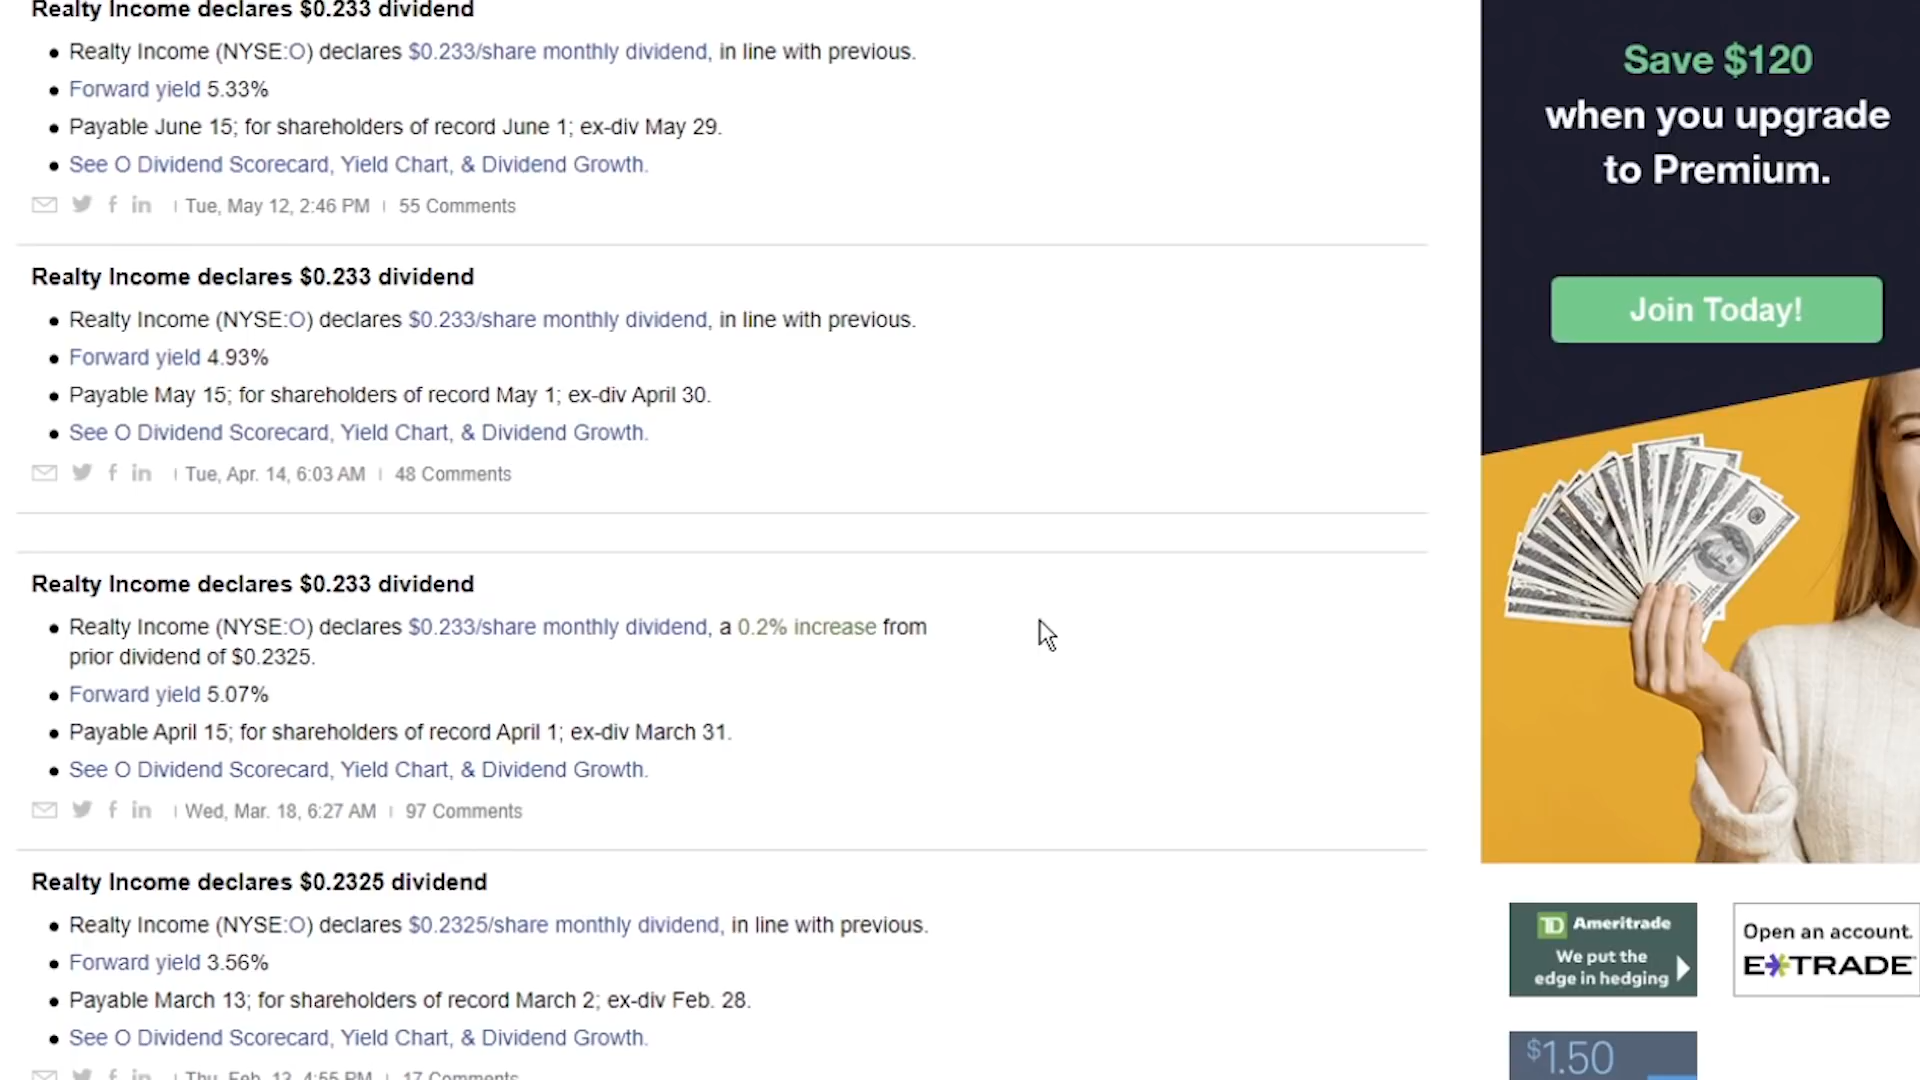 Realty Income declares $0.233 dividend
Realty Income (NYSE:O) declares $0.233/share monthly dividend, in line with previous.
Forward yield 5.33%
Payable June 15; for shareholders of record June 1; ex-div May 29.
See O Dividend Scorecard, Yield Chart, & Dividend Growth.
Tue, May 12, 2:46 PM | 55 Comments
Realty Income declares $0.233 dividend
Realty Income (NYSE:O) declares $0.233/share monthly dividend, in line with previous.
Forward yield 4.93%
Payable May 15; for shareholders of record May 1; ex-div April 30.
See O Dividend Scorecard, Yield Chart, & Dividend Growth.
Tue, Apr. 14, 6:03 AM | 48 Comments
Realty Income declares $0.233 dividend
Realty Income (NYSE:O) declares $0.233/share monthly dividend, a 0.2% increase from
prior dividend of $0.2325.
Forward yield 5.07%
Payable April 15; for shareholders of record April 1; ex-div March 31.
See O Dividend Scorecard, Yield Chart, & Dividend Growth.
Wed, Mar. 18, 6:27 AM | 97 Comments
Realty Income declares $0.2325 dividend
Realty Income (NYSE:O) declares $0.2325/share monthly dividend, in line with previous.
Forward yield 3.56%
Payable March 13; for shareholders of record March 2; ex-div Feb. 28.
See O Dividend Scorecard, Yield Chart, & Dividend Growth.
Thu, Feb. 13, 4:55 PM | 17 Comments
Save $120
when you upgrade
to Premium.
Join Today!
TD Ameritrade
We put the
edge in hedging
Open an account.
E*TRADE
$1.50